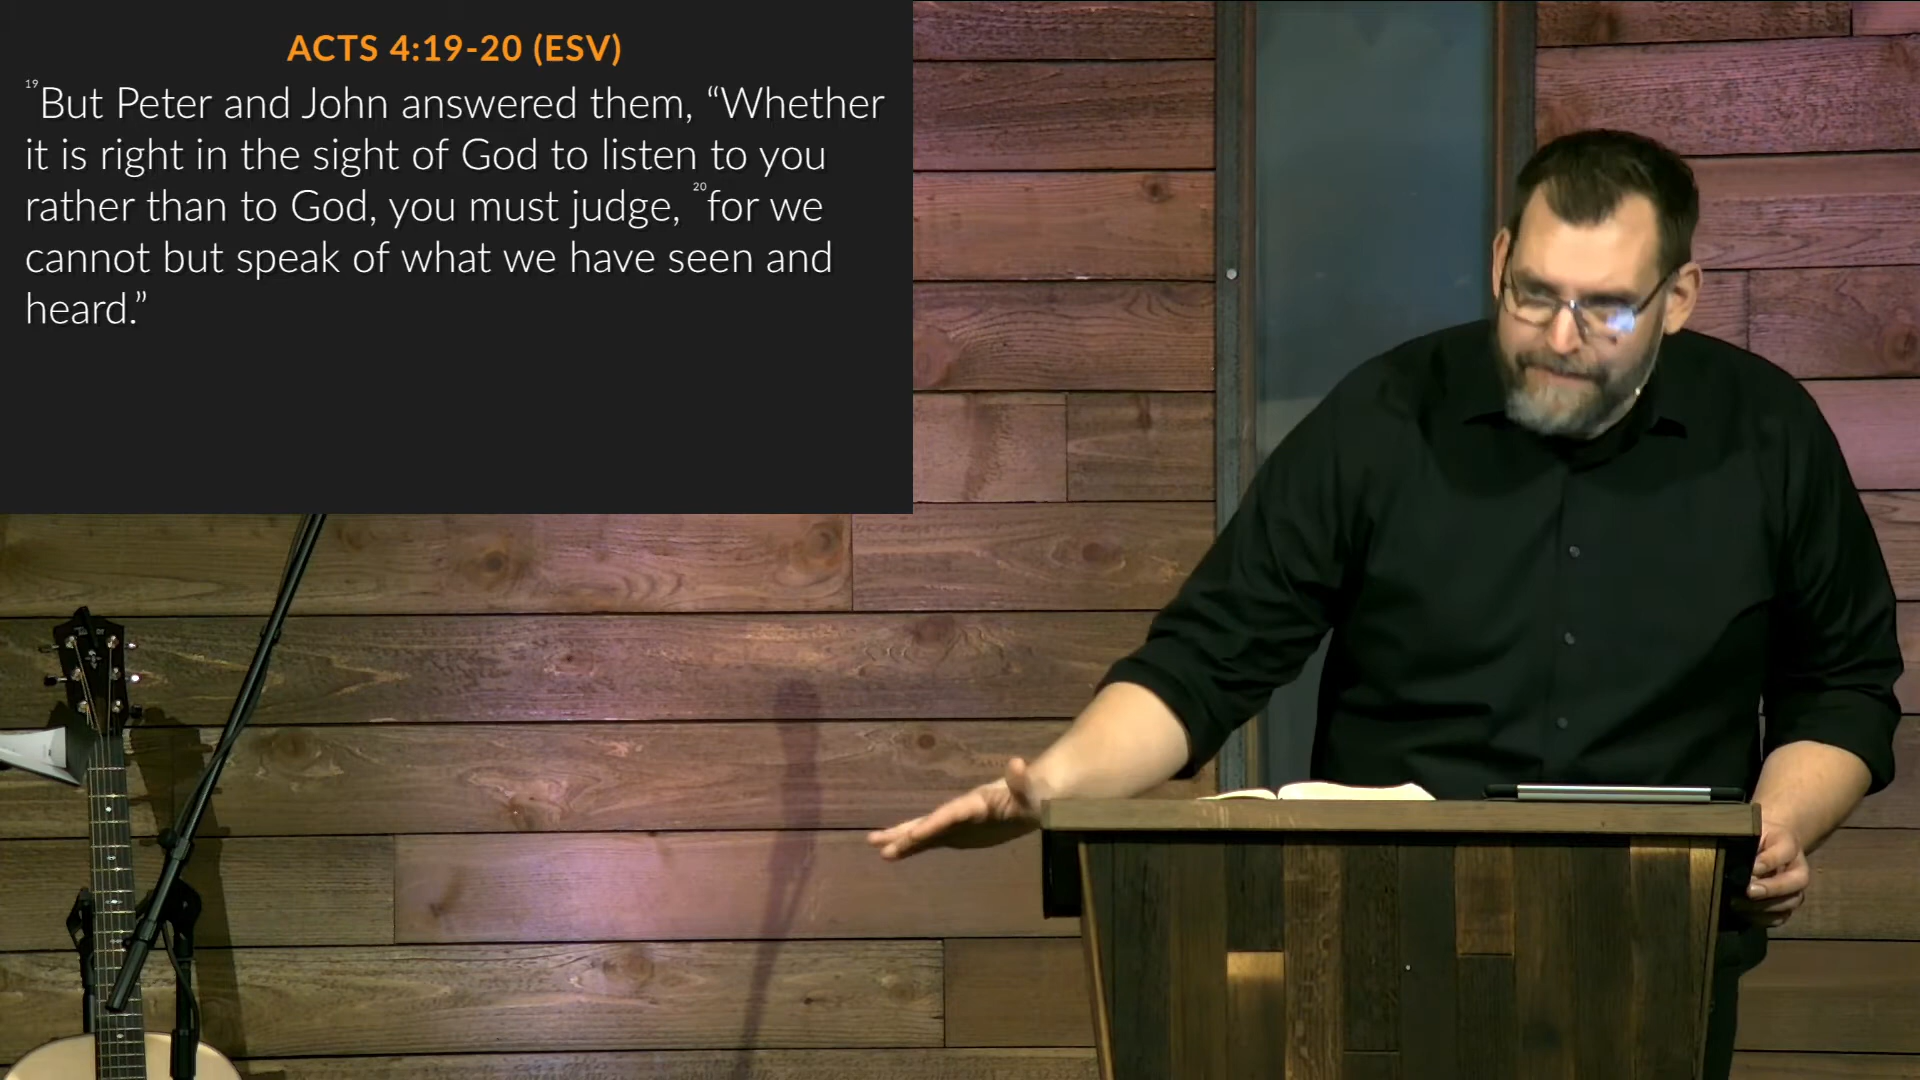 ACTS 4:19-20 (ESV)
19But Peter and John answered them, “Whether
it is right in the sight of God to listen to you
rather than to God, you must judge, 20for we
cannot but speak of what we have seen and
heard.”